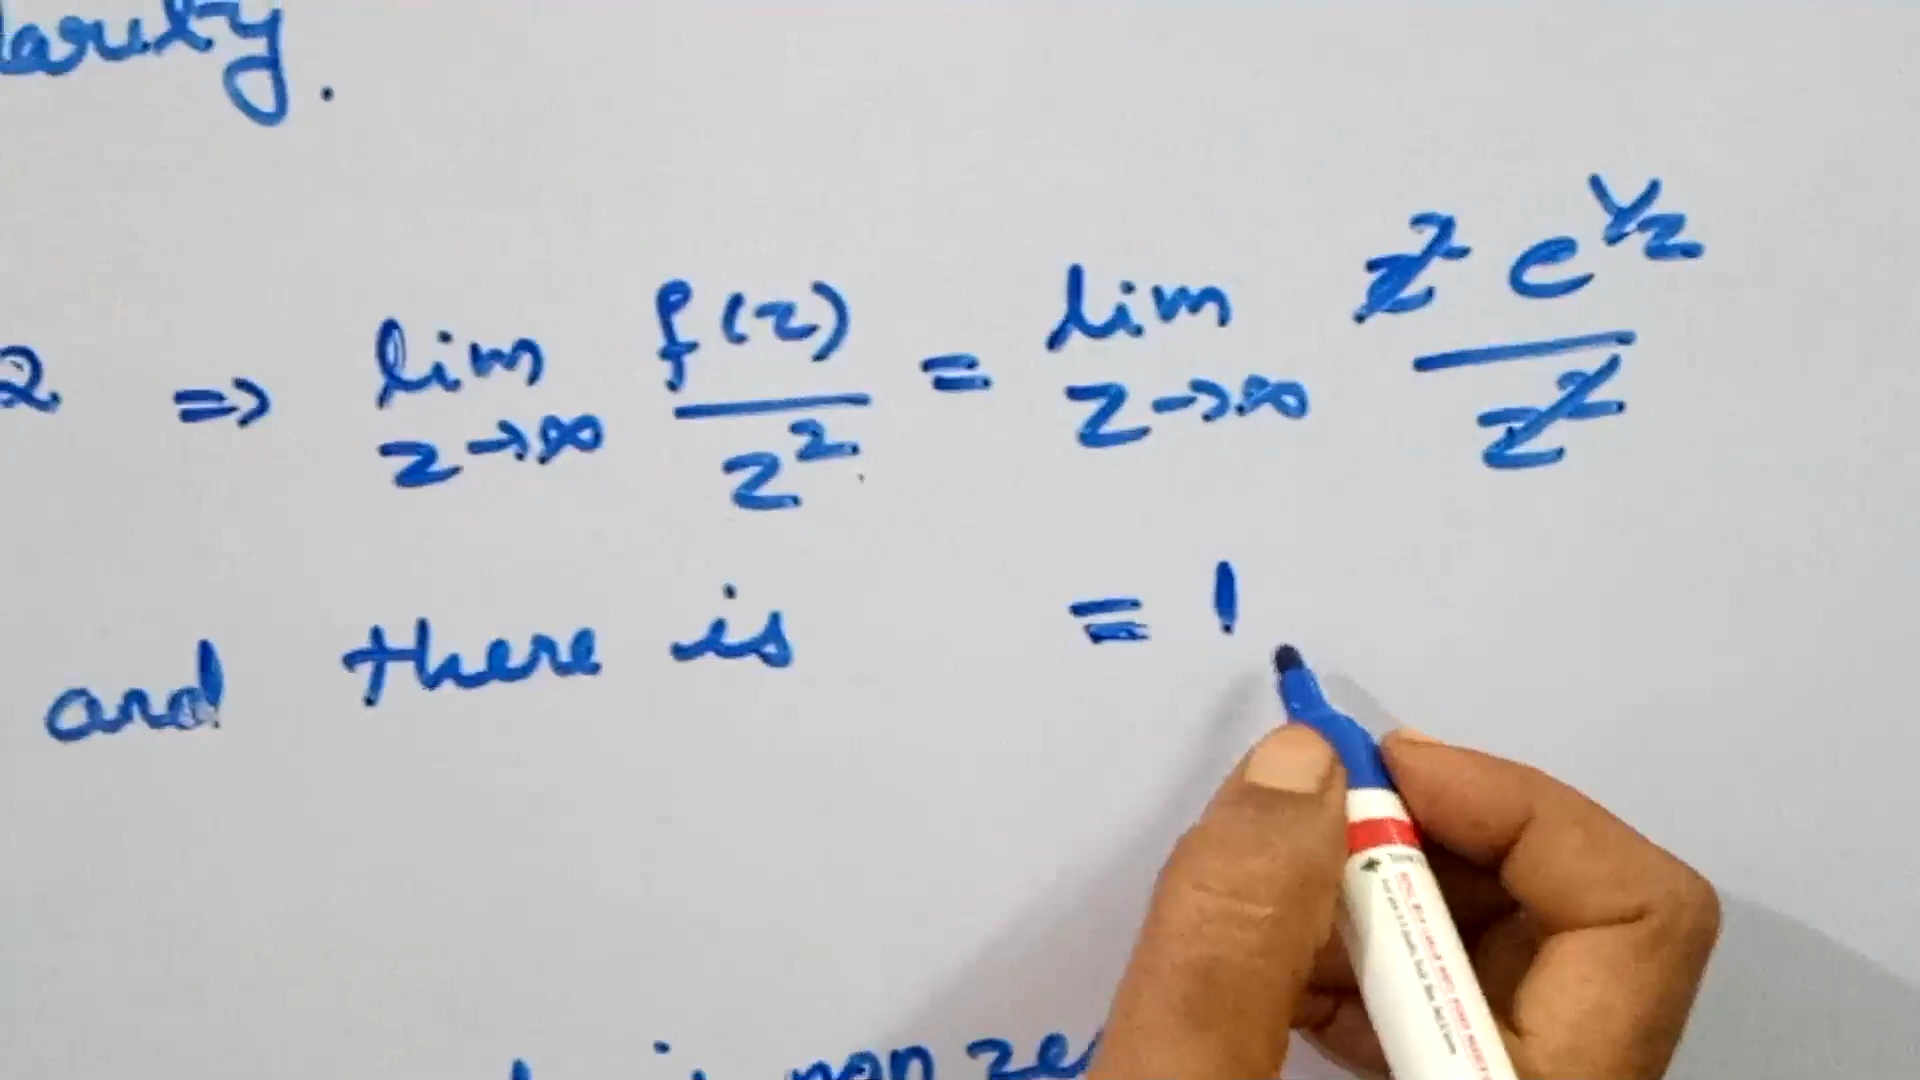 larity.
2 => lim z→∞ f(z)/z² = lim z→∞ z² e^1/z / z²
and there is = 1
non ze